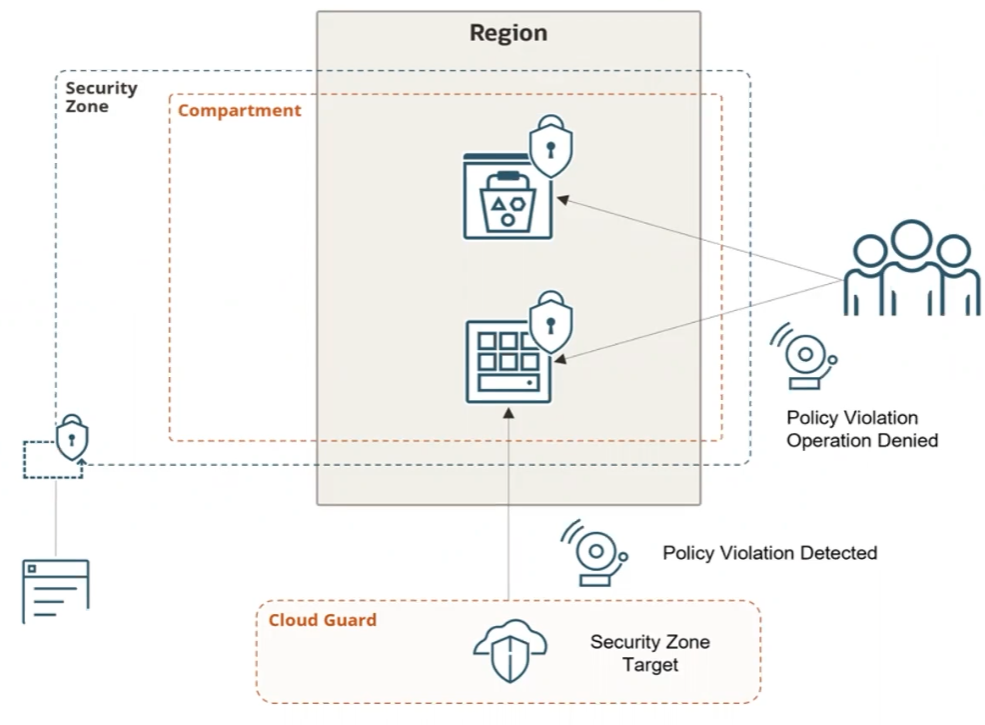 Region
Security
Zone
Compartment
Policy Violation
Operation Denied
Policy Violation Detected
Cloud Guard
Security Zone
Target